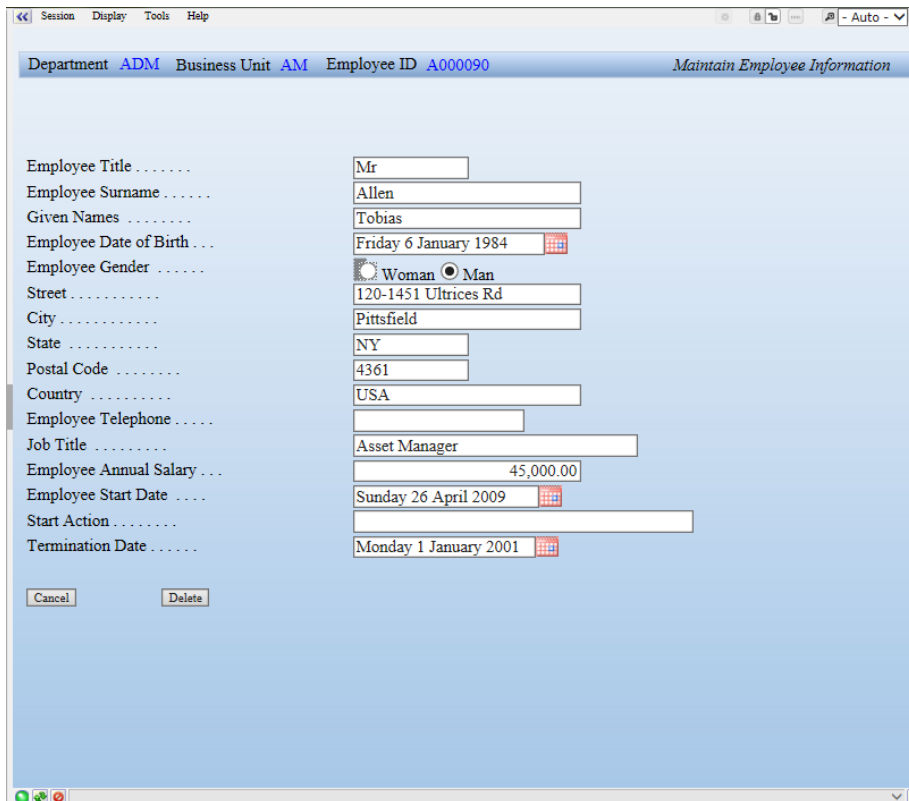 Session Display Tools Help - Auto -
Department ADM Business Unit AM Employee ID A000090 Maintain Employee Information
Employee Title . . . . . . . Mr
Employee Surname . . . . . . Allen
Given Names . . . . . . . . Tobias
Employee Date of Birth . . . Friday 6 January 1984
Employee Gender . . . . . . Woman Man
Street . . . . . . . . . . . 120-1451 Ultrices Rd
City . . . . . . . . . . . . Pittsfield
State . . . . . . . . . . . NY
Postal Code . . . . . . . . 4361
Country . . . . . . . . . . USA
Employee Telephone . . . . .
Job Title . . . . . . . . . Asset Manager
Employee Annual Salary . . . 45,000.00
Employee Start Date . . . . Sunday 26 April 2009
Start Action . . . . . . . .
Termination Date . . . . . . Monday 1 January 2001
Cancel Delete